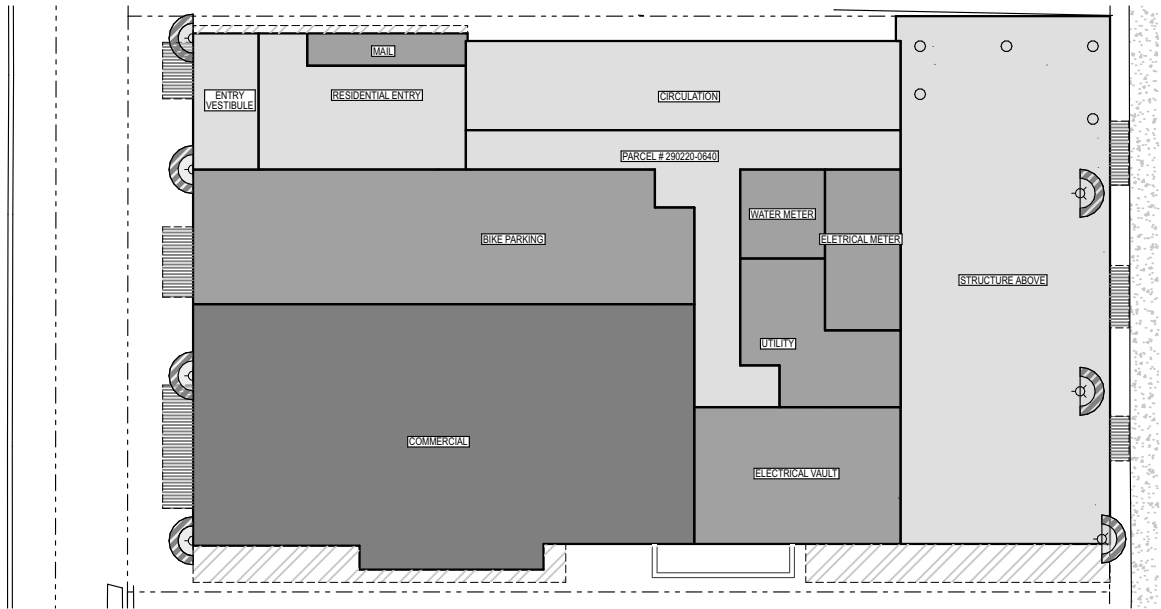 MAIL
ENTRY
VESTIBULE
RESIDENTIAL ENTRY
CIRCULATION
PARCEL # 290220-0640
WATER METER
BIKE PARKING
ELETRICAL METER
STRUCTURE ABOVE
UTILITY
COMMERCIAL
ELECTRICAL VAULT